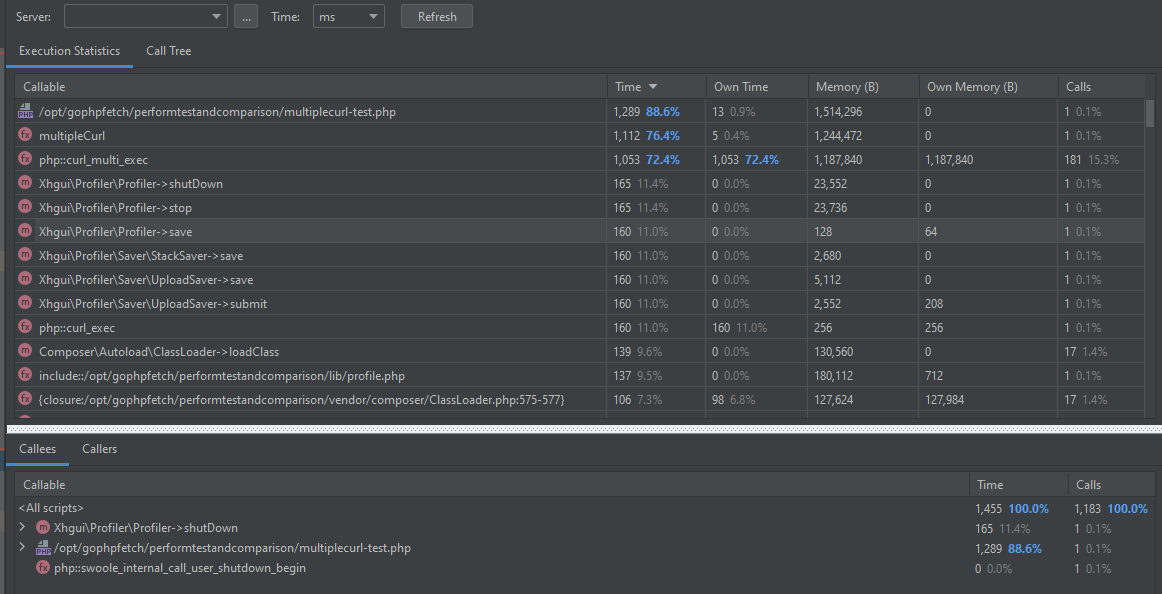 Server: ... Time: ms Refresh
Execution Statistics Call Tree
Callable Time Own Time Memory (B) Own Memory (B) Calls
/opt/gophpfetch/performtestandcomparison/multiplecurl-test.php 1,289 88.6% 13 0.9% 1,514,296 0 1 0.1%
multipleCurl 1,112 76.4% 5 0.4% 1,244,472 0 1 0.1%
php::curl_multi_exec 1,053 72.4% 1,053 72.4% 1,187,840 1,187,840 181 15.3%
Xhgui\Profiler\Profiler->shutDown 165 11.4% 0 0.0% 23,552 0 1 0.1%
Xhgui\Profiler\Profiler->stop 165 11.4% 0 0.0% 23,736 0 1 0.1%
Xhgui\Profiler\Profiler->save 160 11.0% 0 0.0% 128 64 1 0.1%
Xhgui\Profiler\Saver\StackSaver->save 160 11.0% 0 0.0% 2,680 0 1 0.1%
Xhgui\Profiler\Saver\UploadSaver->save 160 11.0% 0 0.0% 5,112 0 1 0.1%
Xhgui\Profiler\Saver\UploadSaver->submit 160 11.0% 0 0.0% 2,552 208 1 0.1%
php::curl_exec 160 11.0% 160 11.0% 256 256 1 0.1%
Composer\Autoload\ClassLoader->loadClass 139 9.6% 0 0.0% 130,560 0 17 1.4%
include::/opt/gophpfetch/performtestandcomparison/lib/profile.php 137 9.5% 0 0.0% 180,112 712 1 0.1%
{closure:/opt/gophpfetch/performtestandcomparison/vendor/composer/ClassLoader.php:575-577} 106 7.3% 98 6.8% 127,624 127,984 17 1.4%
Callees Callers
Callable Time Calls
<All scripts> 1,455 100.0% 1,183 100.0%
Xhgui\Profiler\Profiler->shutDown 165 11.4% 1 0.1%
/opt/gophpfetch/performtestandcomparison/multiplecurl-test.php 1,289 88.6% 1 0.1%
php::swoole_internal_call_user_shutdown_begin 0 0.0% 1 0.1%